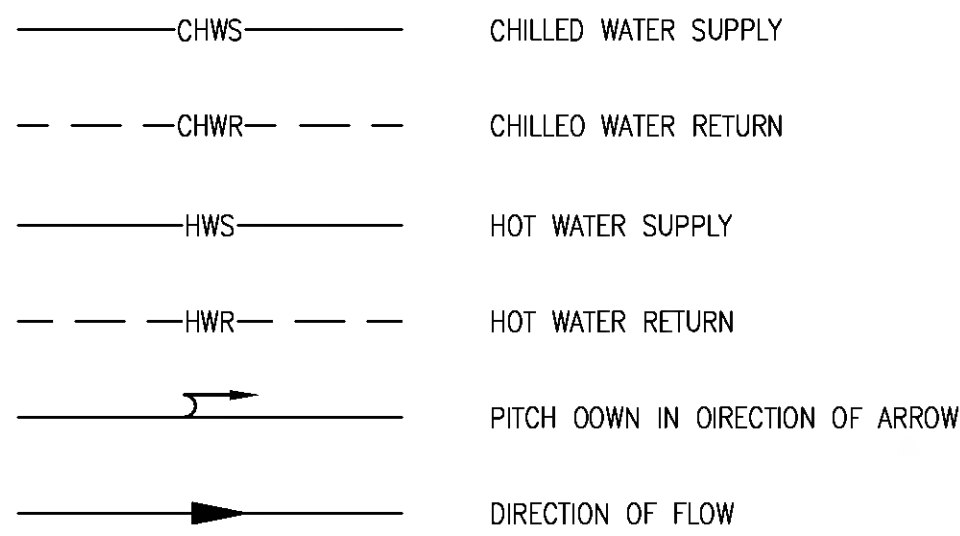 CHWS CHILLED WATER SUPPLY
CHWR CHILLEO WATER RETURN
HWS HOT WATER SUPPLY
HWR HOT WATER RETURN
PITCH OOWN IN OIRECTION OF ARROW
DIRECTION OF FLOW